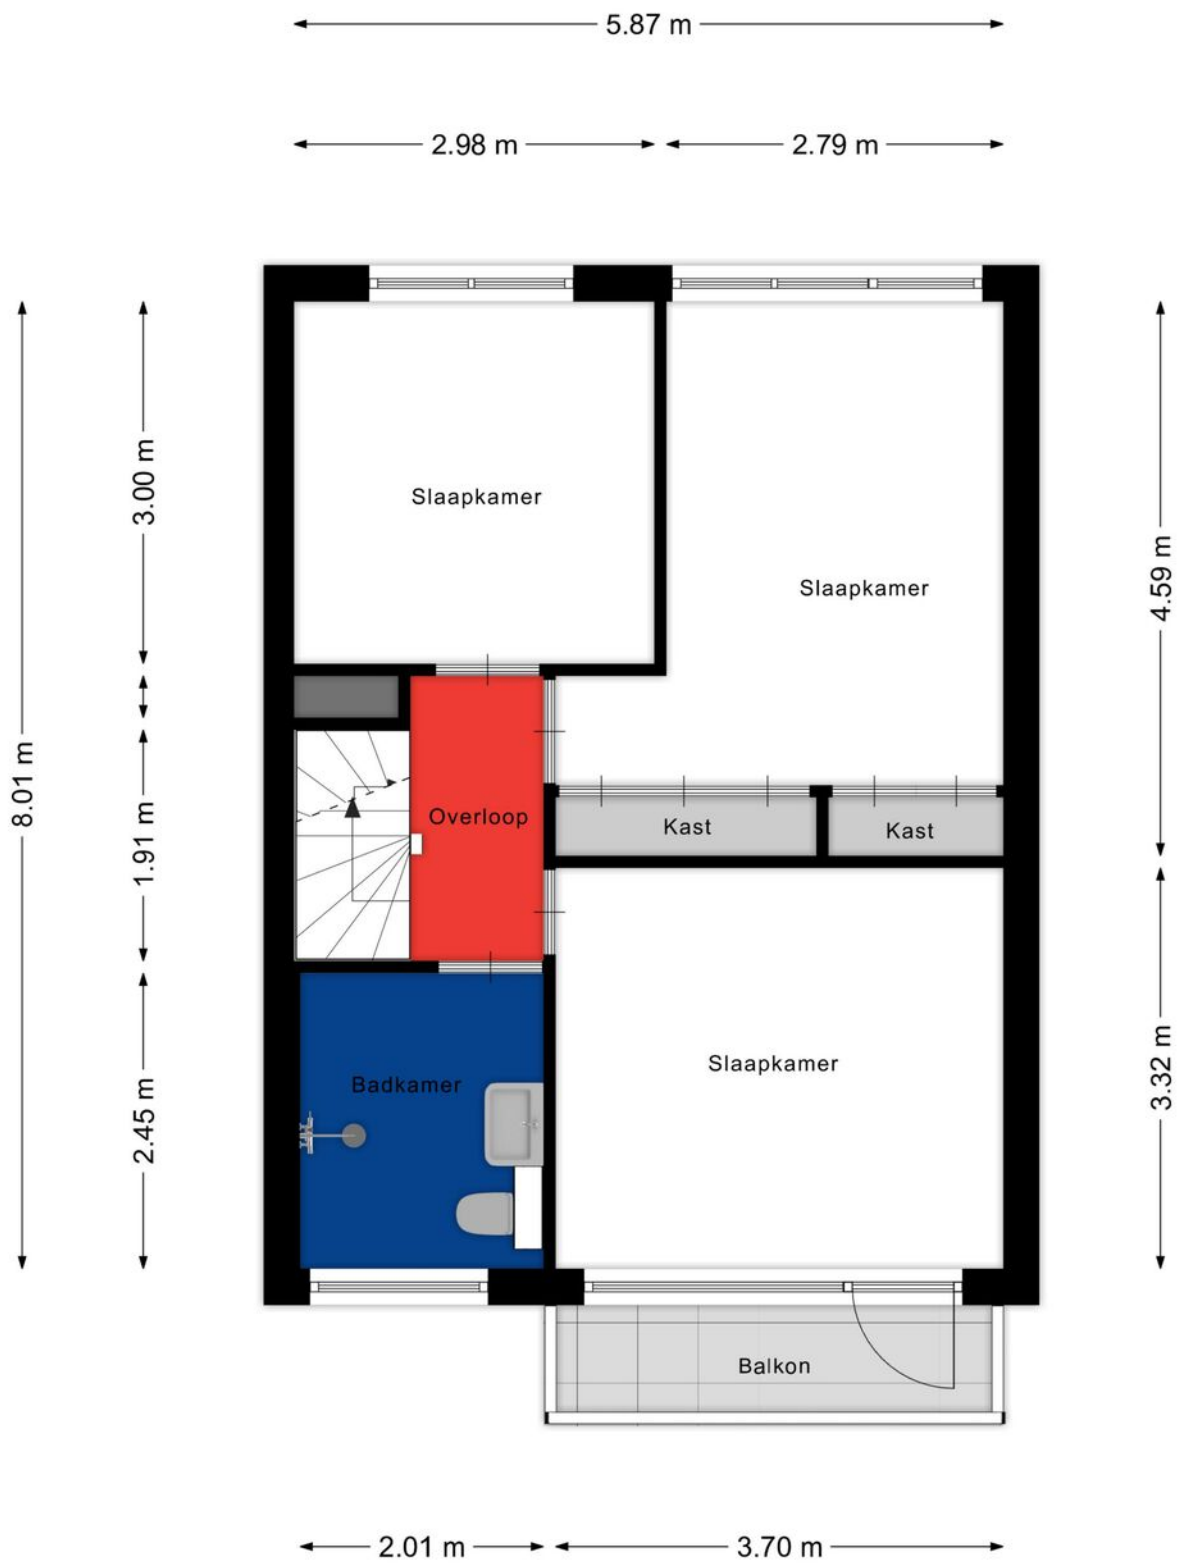 5.87 m
2.98 m
2.79 m
3.00 m
Slaapkamer
Slaapkamer
4.59 m
8.01 m
1.91 m
Overloop
Kast
Kast
2.45 m
Badkamer
Slaapkamer
3.32 m
Balkon
2.01 m
3.70 m